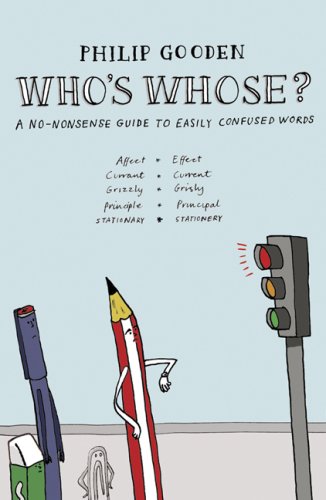 PHILIP GOODEN
WHO'S WHOSE?
A NO-NONSENSE GUIDE TO EASILY CONFUSED WORDS
Affect * Effect
Currant * Current
Grizzly * Grisly
Principle * Principal
STATIONARY * STATIONERY